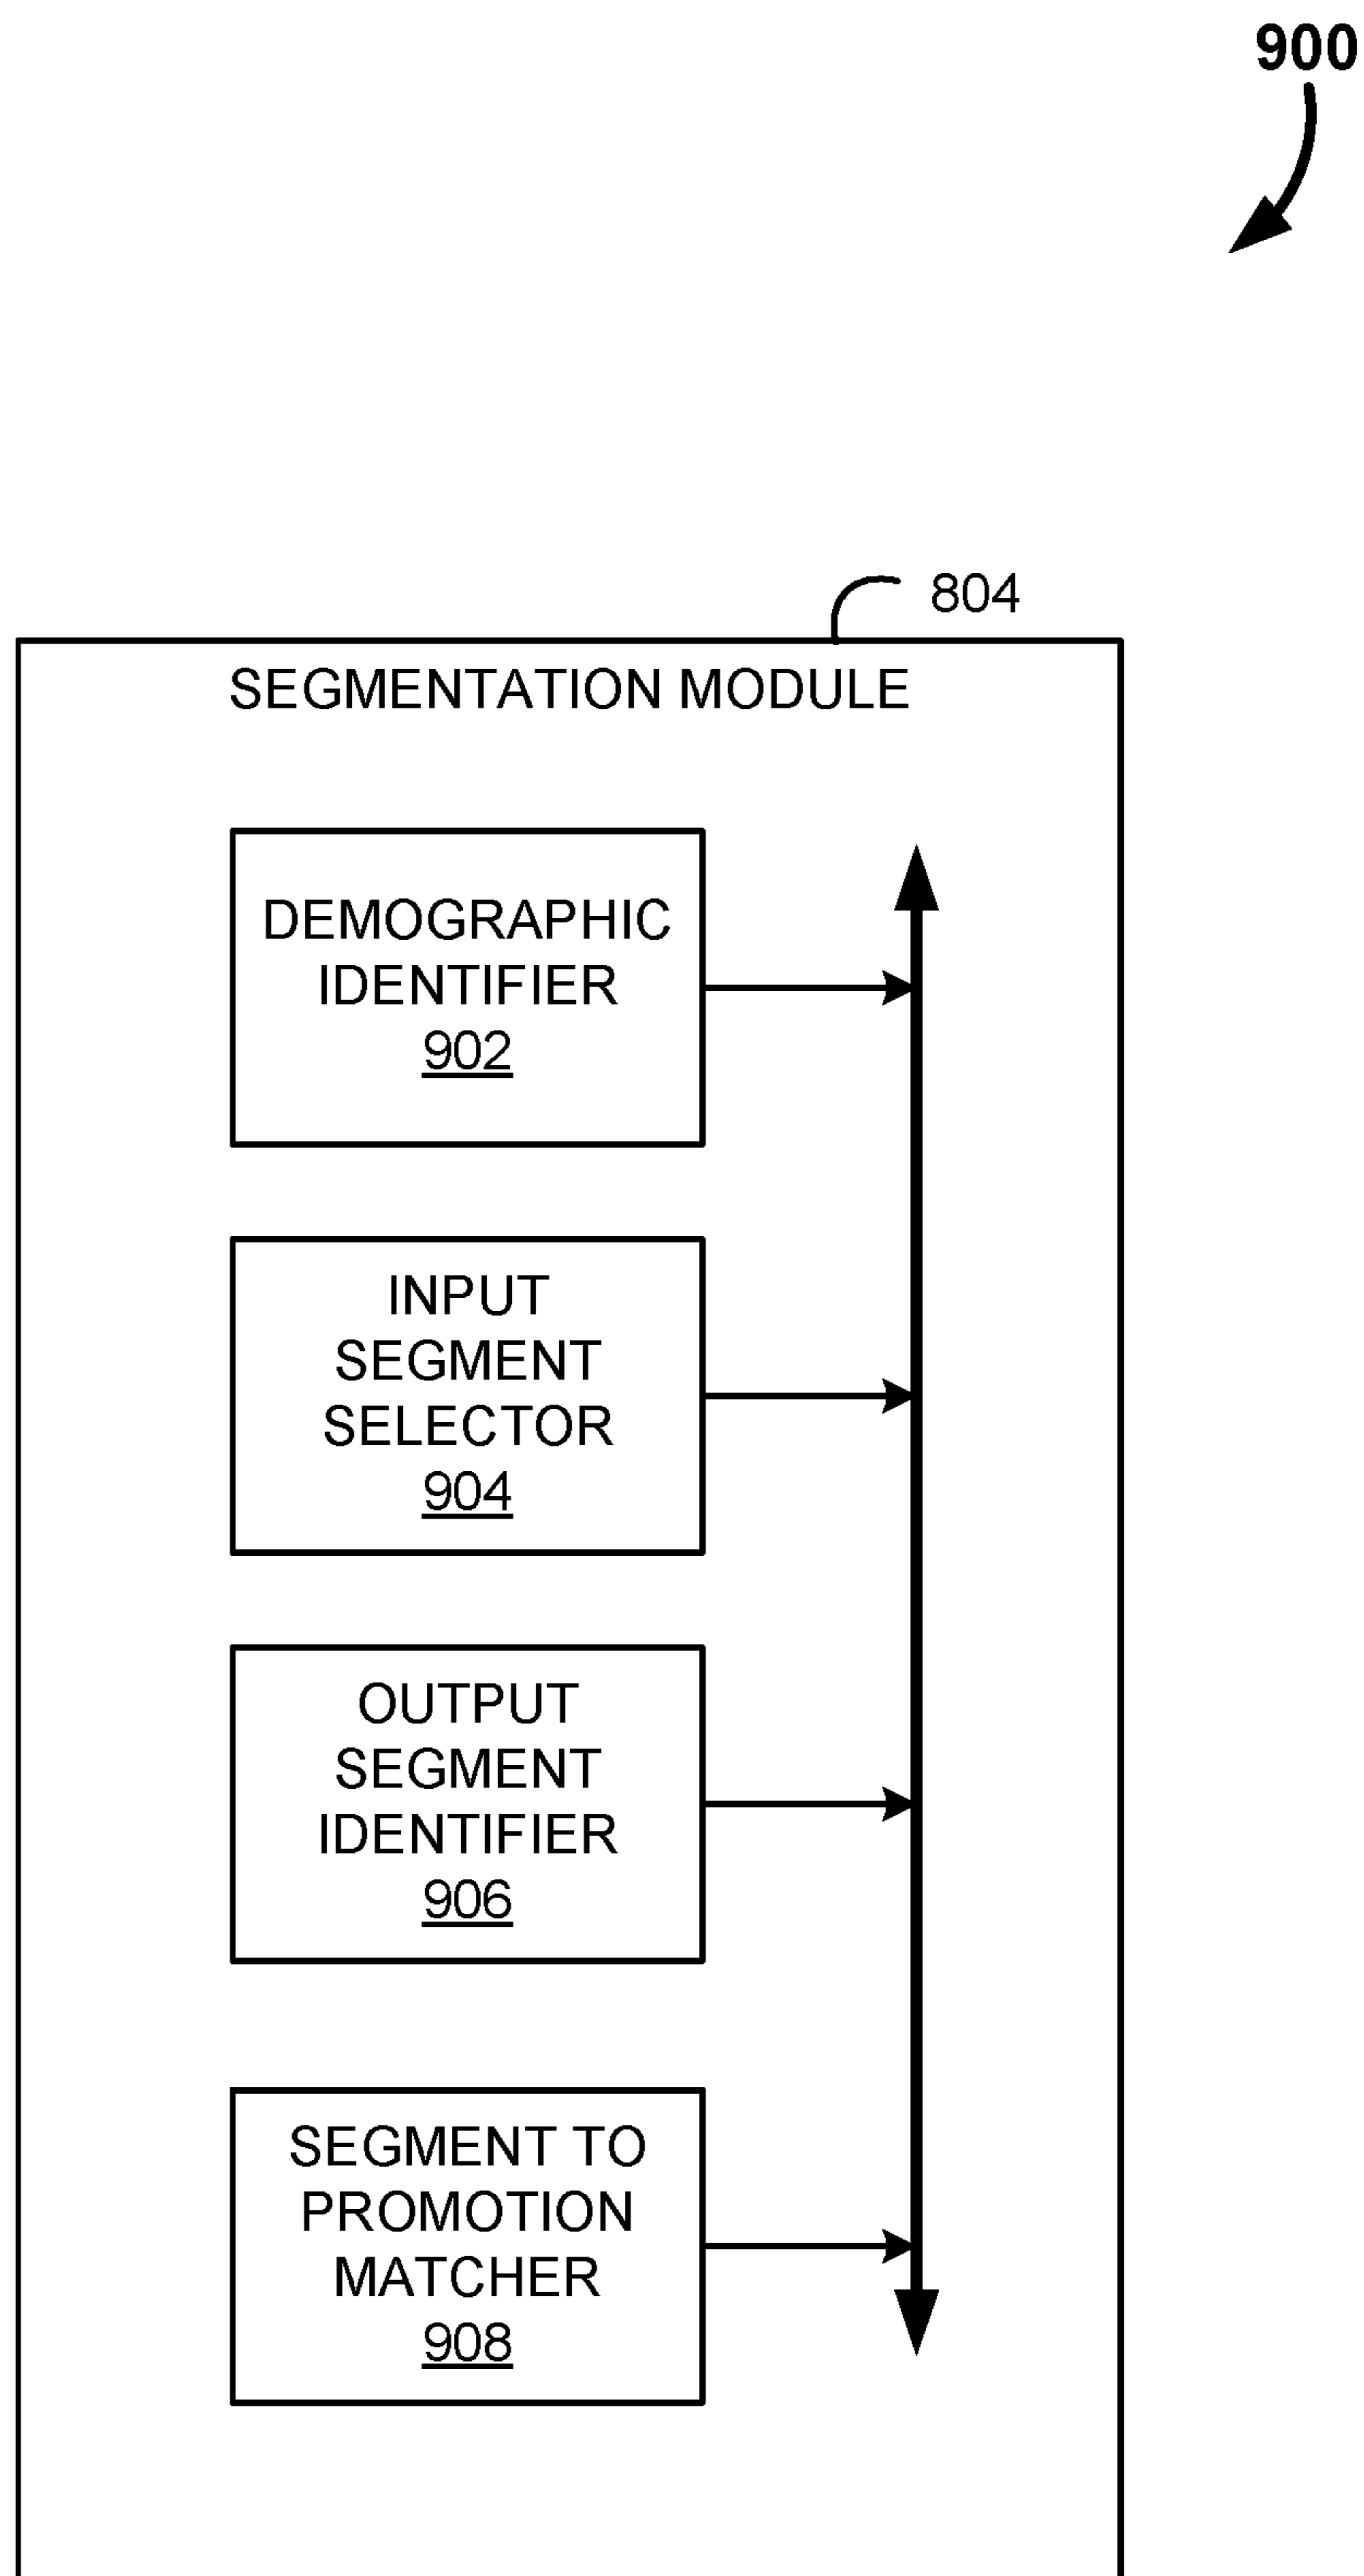 900
804
SEGMENTATION MODULE
DEMOGRAPHIC
IDENTIFIER
902
INPUT
SEGMENT
SELECTOR
904
OUTPUT
SEGMENT
IDENTIFIER
906
SEGMENT TO
PROMOTION
MATCHER
908